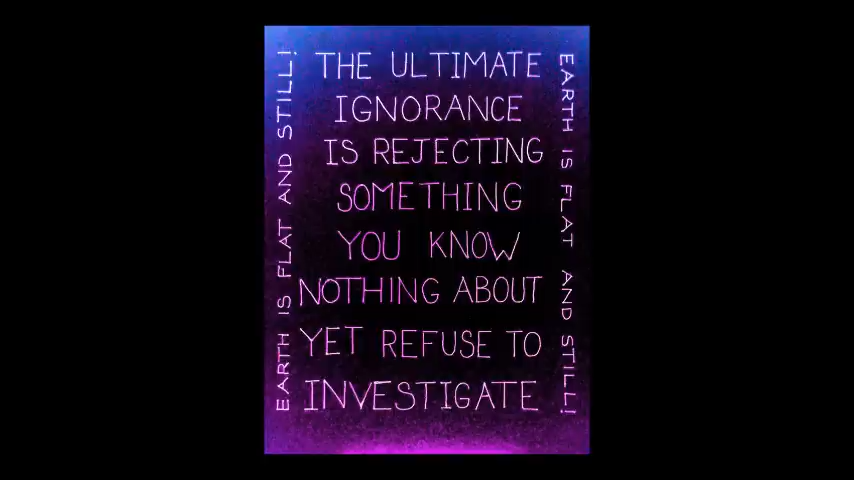 EARTH IS FLAT AND STILL!
THE ULTIMATE
IGNORANCE
IS REJECTING
SOMETHING
YOU KNOW
NOTHING ABOUT
YET REFUSE TO
INVESTIGATE
EARTH IS FLAT AND STILL!